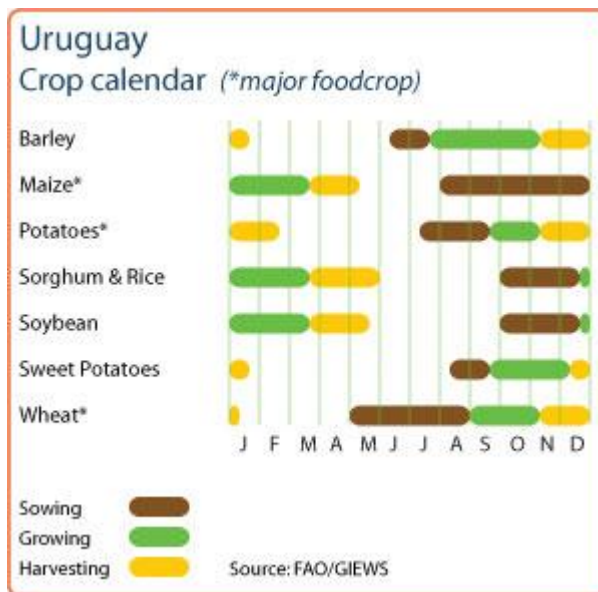 Uruguay
Crop calendar (*major foodcrop)
Barley
Maize*
Potatoes*
Sorghum & Rice
Soybean
Sweet Potatoes
Wheat*
J F M A M J J A S O N D
Sowing
Growing
Harvesting
Source: FAO/GIEWS